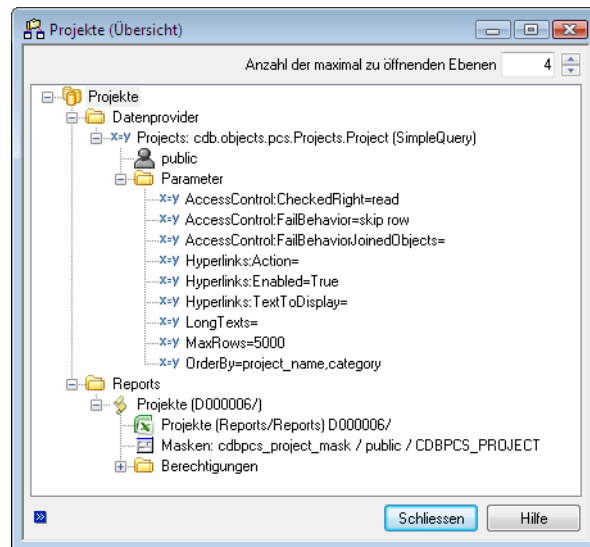 Projekte (Übersicht)
Anzahl der maximal zu öffnenden Ebenen 4
Projekte
Datenprovider
x=y Projects: cdb.objects.pcs.Projects.Project (SimpleQuery)
public
Parameter
x=y AccessControl:CheckedRight=read
x=y AccessControl:FailBehavior=skip row
x=y AccessControl:FailBehaviorJoinedObjects=
x=y Hyperlinks:Action=
x=y Hyperlinks:Enabled=True
x=y Hyperlinks:TextToDisplay=
x=y LongTexts=
x=y MaxRows=5000
x=y OrderBy=project_name,category
Reports
Projekte (D000006/)
Projekte (Reports/Reports) D000006/
Masken: cdbpcs_project_mask / public / CDBPCS_PROJECT
Berechtigungen
Schliessen Hilfe